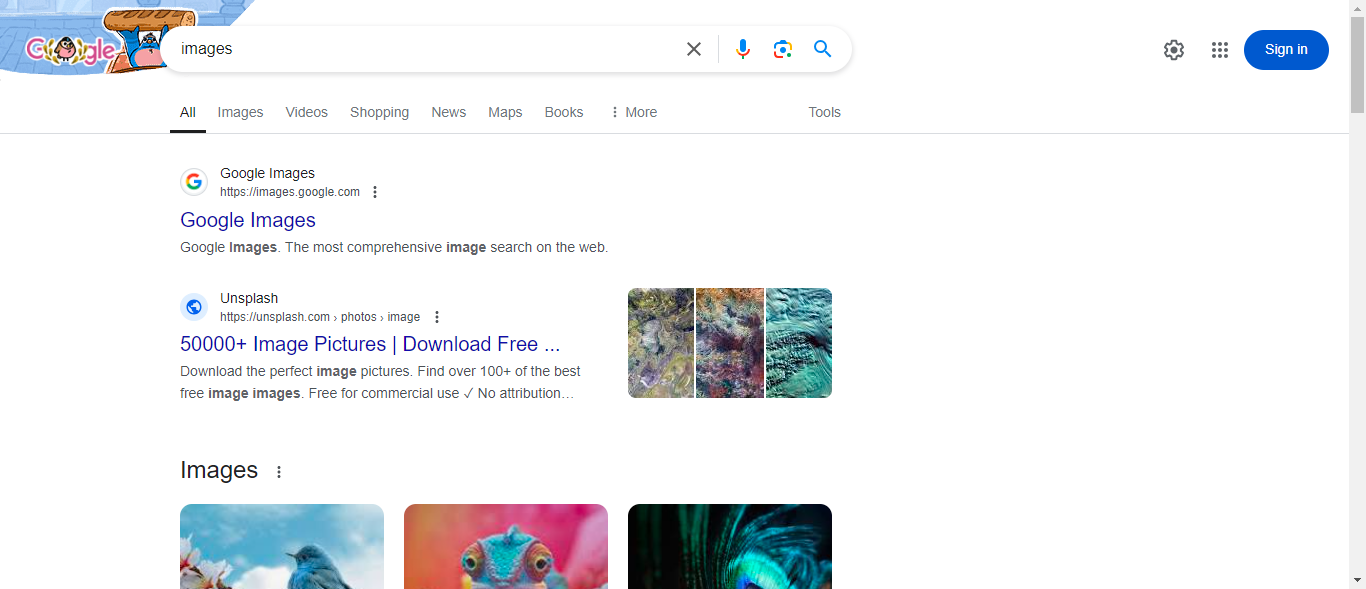 Google
images
Sign in
All Images Videos Shopping News Maps Books More Tools
Google Images
https://images.google.com
Google Images
Google Images. The most comprehensive image search on the web.
Unsplash
https://unsplash.com › photos › image
50000+ Image Pictures | Download Free ...
Download the perfect image pictures. Find over 100+ of the best
free image images. Free for commercial use ✓ No attribution…
Images